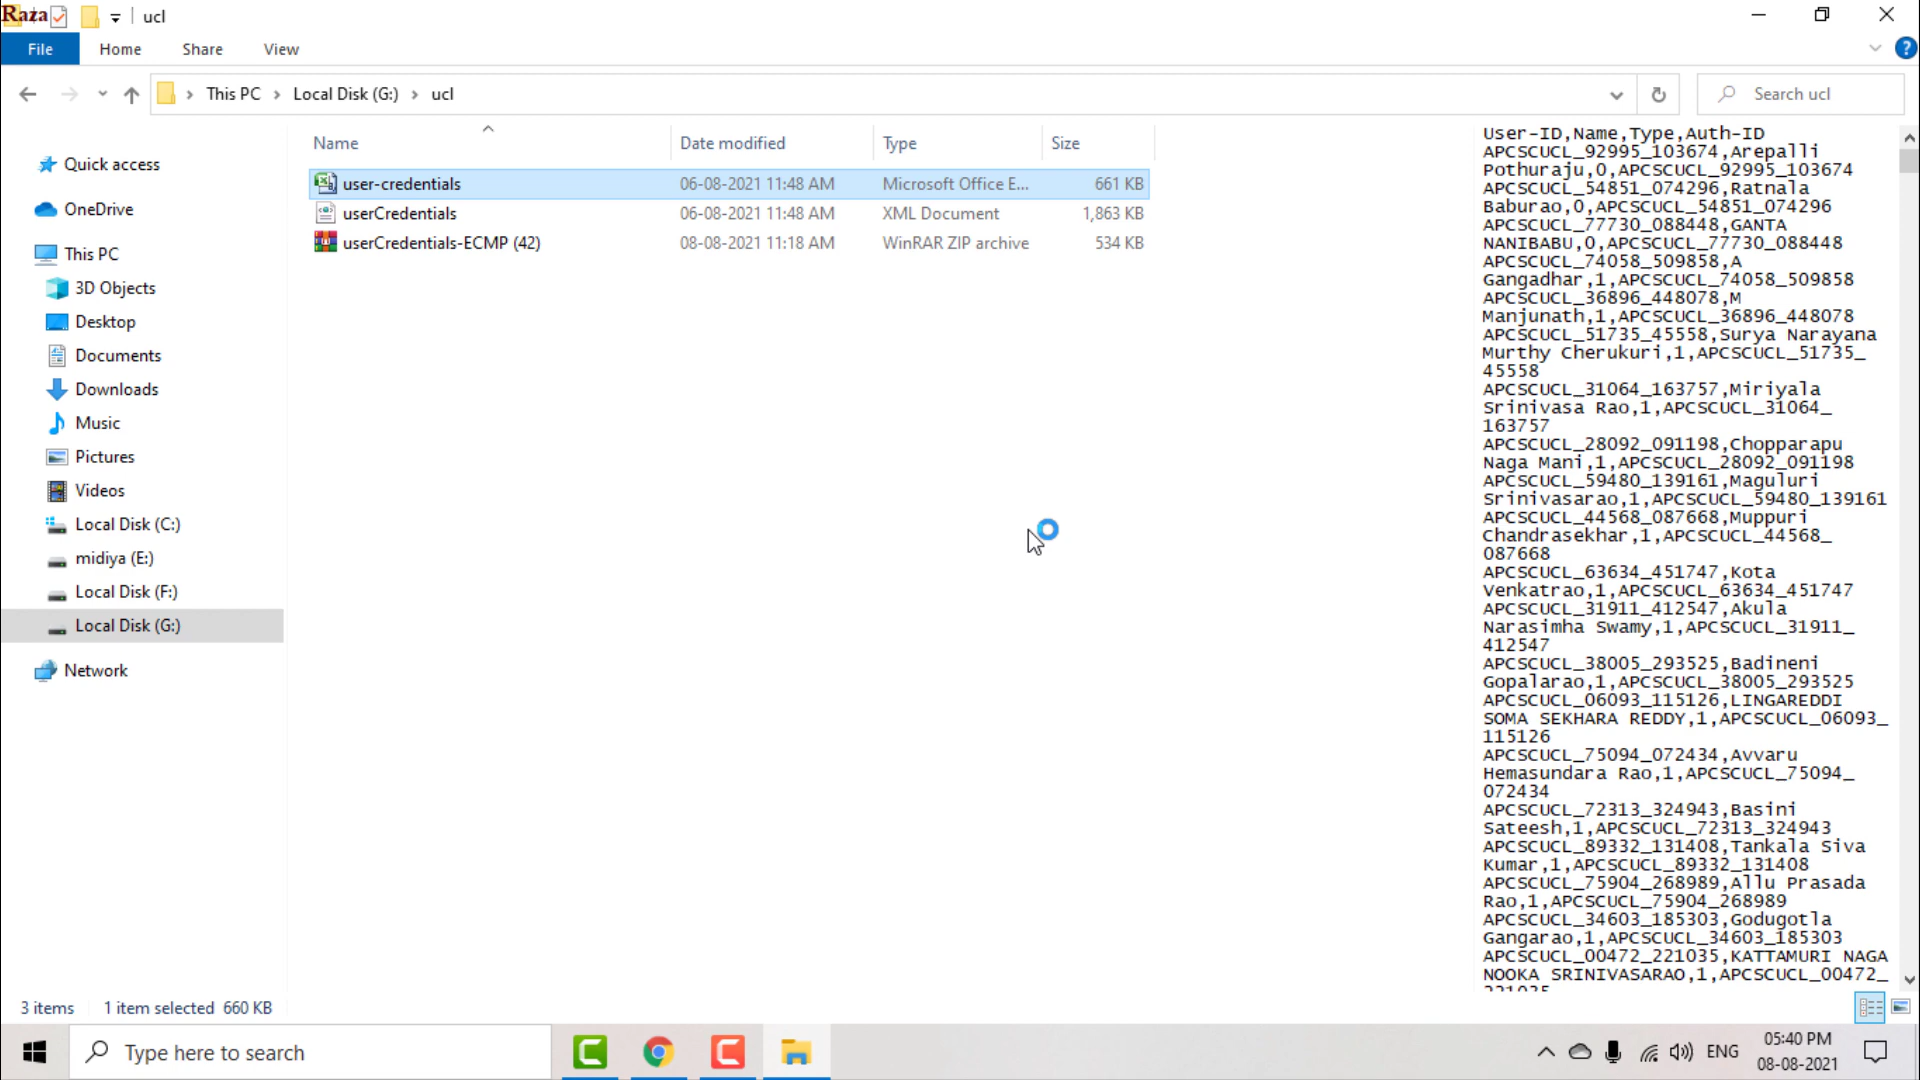 Raza
ucl
File Home Share View
This PC Local Disk (G:) ucl
Search ucl
Name Date modified Type Size
user-credentials 06-08-2021 11:48 AM Microsoft Office E... 661 KB
userCredentials 06-08-2021 11:48 AM XML Document 1,863 KB
userCredentials-ECMP (42) 08-08-2021 11:18 AM WinRAR ZIP archive 534 KB
Quick access
OneDrive
This PC
3D Objects
Desktop
Documents
Downloads
Music
Pictures
Videos
Local Disk (C:)
midiya (E:)
Local Disk (F:)
Local Disk (G:)
Network
User-ID,Name,Type,Auth-ID
APCSCUCL_92995_103674,Arepalli
Pothuraju,0,APCSCUCL_92995_103674
APCSCUCL_54851_074296,Ratnala
Baburao,0,APCSCUCL_54851_074296
APCSCUCL_77730_088448,GANTA
NANIBABU,0,APCSCUCL_77730_088448
APCSCUCL_74058_509858,A
Gangadhar,1,APCSCUCL_74058_509858
APCSCUCL_36896_448078,M
Manjunath,1,APCSCUCL_36896_448078
APCSCUCL_51735_45558,Surya Narayana
Murthy Cherukuri,1,APCSCUCL_51735_
45558
APCSCUCL_31064_163757,Miriyala
Srinivasa Rao,1,APCSCUCL_31064_
163757
APCSCUCL_28092_091198,Chopparapu
Naga Mani,1,APCSCUCL_28092_091198
APCSCUCL_59480_139161,Maguluri
Srinivasarao,1,APCSCUCL_59480_139161
APCSCUCL_44568_087668,Muppuri
Chandrasekhar,1,APCSCUCL_44568_
087668
APCSCUCL_63634_451747,Kota
Venkatrao,1,APCSCUCL_63634_451747
APCSCUCL_31911_412547,Akula
Narasimha Swamy,1,APCSCUCL_31911_
412547
APCSCUCL_38005_293525,Badineni
Gopalarao,1,APCSCUCL_38005_293525
APCSCUCL_06093_115126,LINGAREDDI
SOMA SEKHARA REDDY,1,APCSCUCL_06093_
115126
APCSCUCL_75094_072434,Avvaru
Hemasundara Rao,1,APCSCUCL_75094_
072434
APCSCUCL_72313_324943,Basini
Sateesh,1,APCSCUCL_72313_324943
APCSCUCL_89332_131408,Tankala Siva
Kumar,1,APCSCUCL_89332_131408
APCSCUCL_75904_268989,Allu Prasada
Rao,1,APCSCUCL_75904_268989
APCSCUCL_34603_185303,Godugotla
Gangarao,1,APCSCUCL_34603_185303
APCSCUCL_00472_221035,KATTAMURI NAGA
NOOKA SRINIVASARAO,1,APCSCUCL_00472_
221035
3 items 1 item selected 660 KB
Type here to search
ENG
05:40 PM
08-08-2021